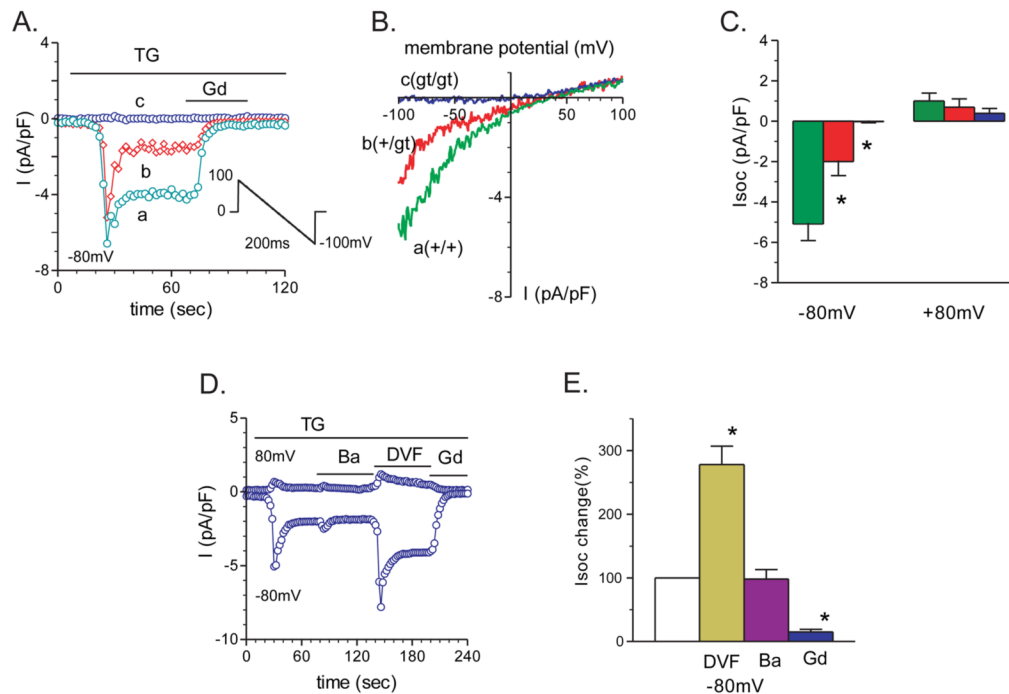 A.
TG
Gd
c
b
a
-80mV
4
0
-4
-8
I (pA/pF)
0
60
120
time (sec)
100
0
200ms
-100mV
B.
membrane potential (mV)
c(gt/gt)
-100
-50
50
100
b(+/gt)
a(+/+)
-4
-8
I (pA/pF)
C.
Isoc (pA/pF)
4
2
0
-2
-4
-6
-8
*
*
-80mV
+80mV
D.
TG
Ba
DVF
Gd
80mV
-80mV
I (pA/pF)
5
0
-5
-10
0
60
120
180
240
time (sec)
E.
Isoc change(%)
300
200
100
0
*
*
DVF
Ba
Gd
-80mV